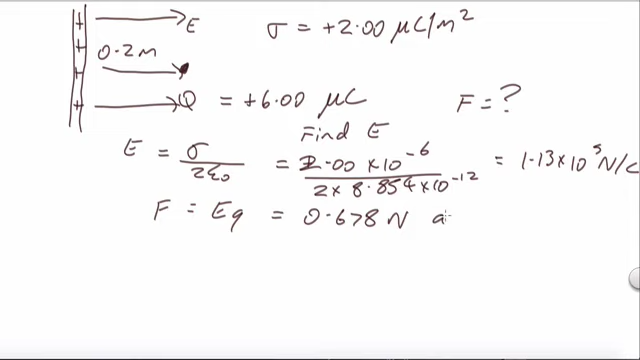 + E σ = +2.00 μC/m²
+ 0.2m
+
+ Q = +6.00 μC F = ?
Find E
E = σ / 2ε₀ = 2.00 × 10⁻⁶ / 2 × 8.854 × 10⁻¹² = 1.13 × 10⁵ N/C
F = Eq = 0.678 N a